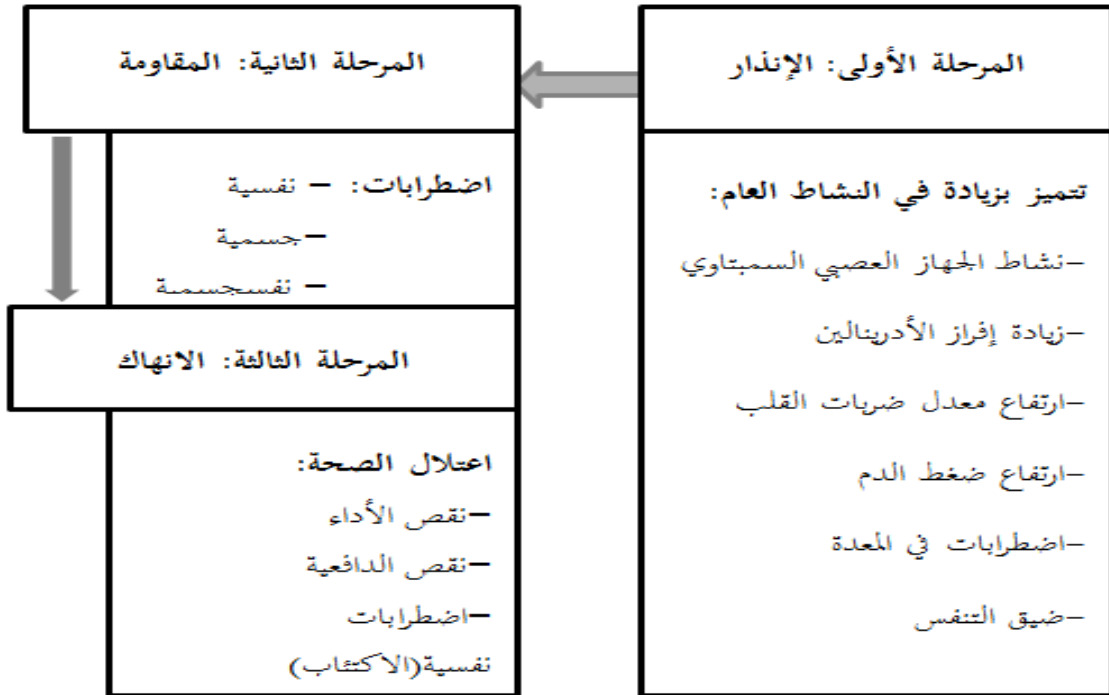 المرحلة الأولى: الإنذار
تتميز بزيادة في النشاط العام:
-نشاط الجهاز العصبي السمبتاوي
-زيادة إفراز الأدرينالين
-ارتفاع معدل ضربات القلب
-ارتفاع ضغط الدم
-اضطرابات في المعدة
-ضيق التنفس
المرحلة الثانية: المقاومة
اضطرابات: - نفسية
-جسمية
- نفسجسمية
المرحلة الثالثة: الانهاك
اعتلال الصحة:
-نقص الأداء
-نقص الدافعية
-اضطرابات
نفسية(الاكتئاب)